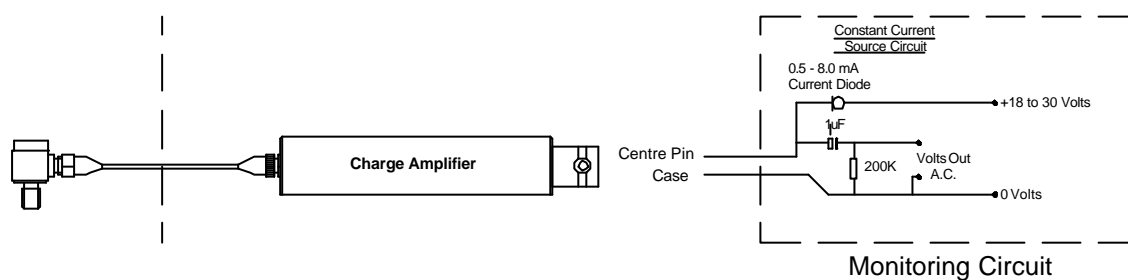 Constant Current
Source Circuit
0.5 - 8.0 mA
Current Diode
+18 to 30 Volts
1uF
Charge Amplifier
Centre Pin
Case
200K
Volts Out
A.C.
0 Volts
Monitoring Circuit